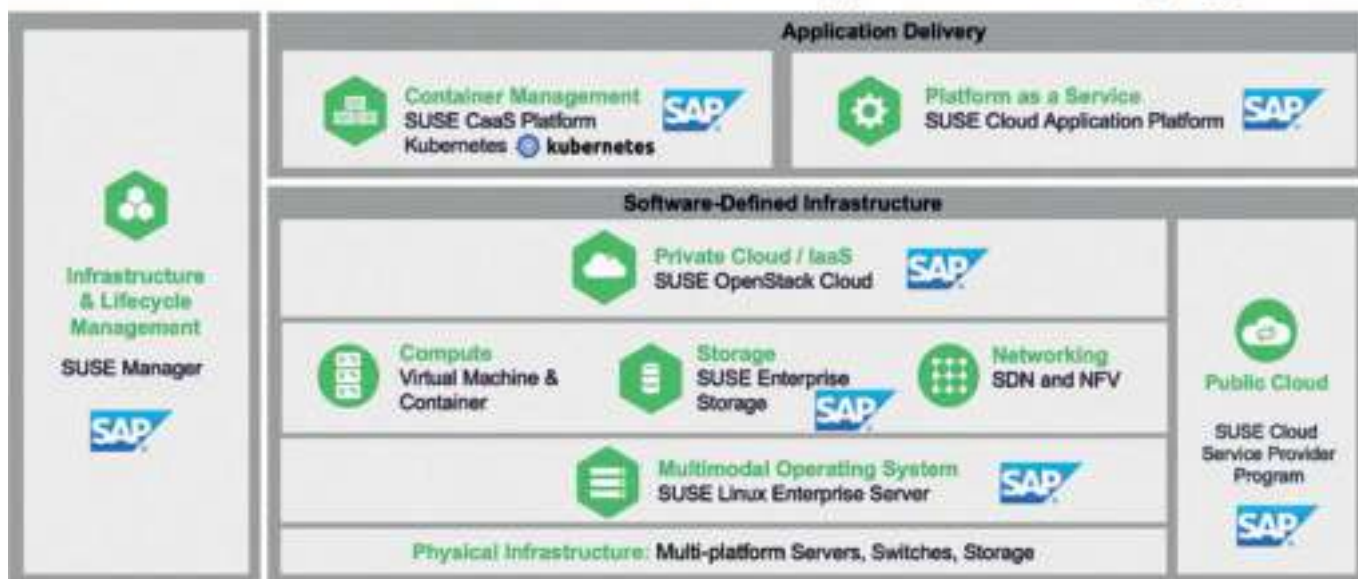 Application Delivery
Container Management
SUSE CaaS Platform
Kubernetes kubernetes
SAP
Platform as a Service
SUSE Cloud Application Platform
SAP
Infrastructure
& Lifecycle
Management
SUSE Manager
SAP
Software-Defined Infrastructure
Private Cloud / IaaS
SUSE OpenStack Cloud
SAP
Compute
Virtual Machine &
Container
Storage
SUSE Enterprise
Storage
SAP
Networking
SDN and NFV
Multimodal Operating System
SUSE Linux Enterprise Server
SAP
Physical Infrastructure: Multi-platform Servers, Switches, Storage
Public Cloud
SUSE Cloud
Service Provider
Program
SAP